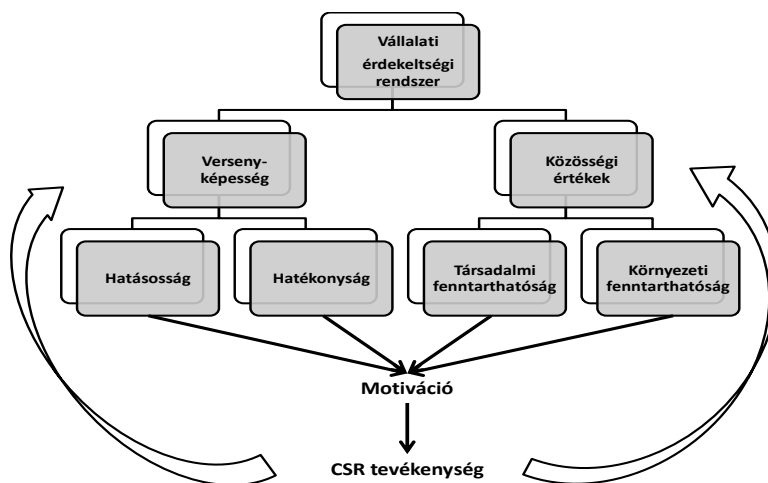 Vállalati
érdekeltségi
rendszer
Verseny-
képesség
Közösségi
értékek
Hatásosság
Hatékonyság
Társadalmi
fenntarthatóság
Környezeti
fenntarthatóság
Motiváció
CSR tevékenység